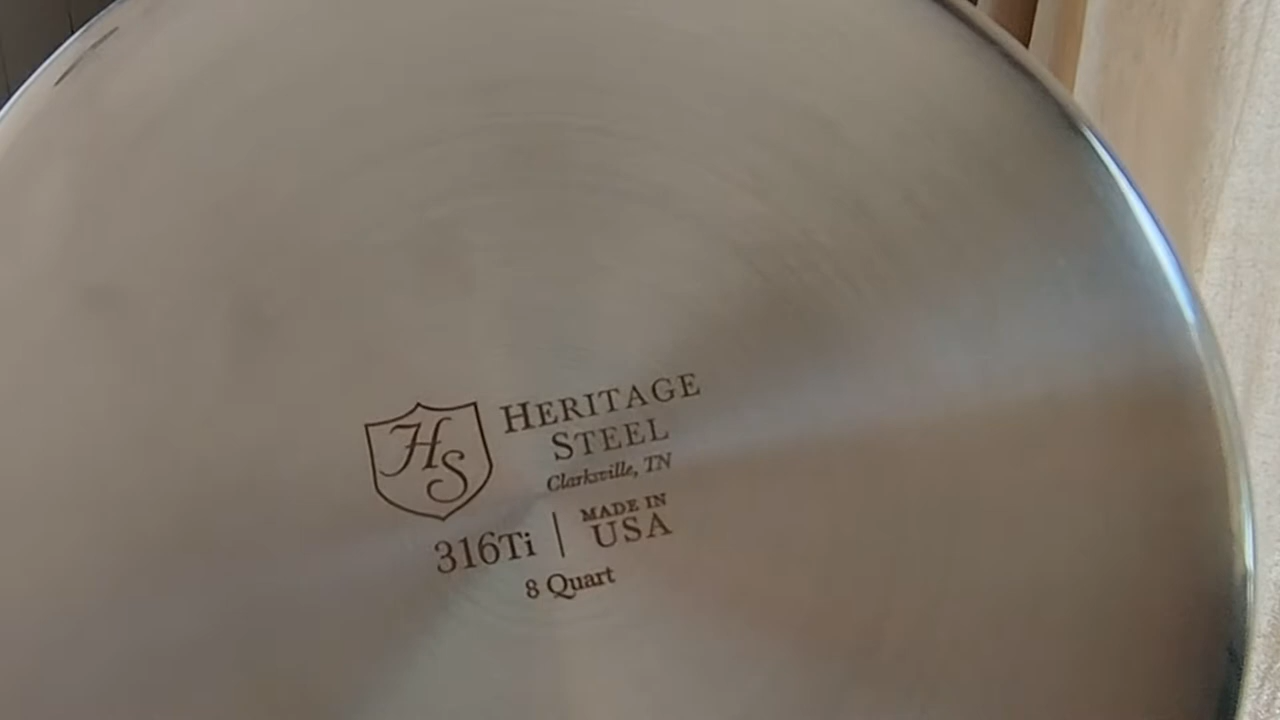 HS
HERITAGE
STEEL
Clarksville, TN
316Ti | MADE IN
USA
8 Quart